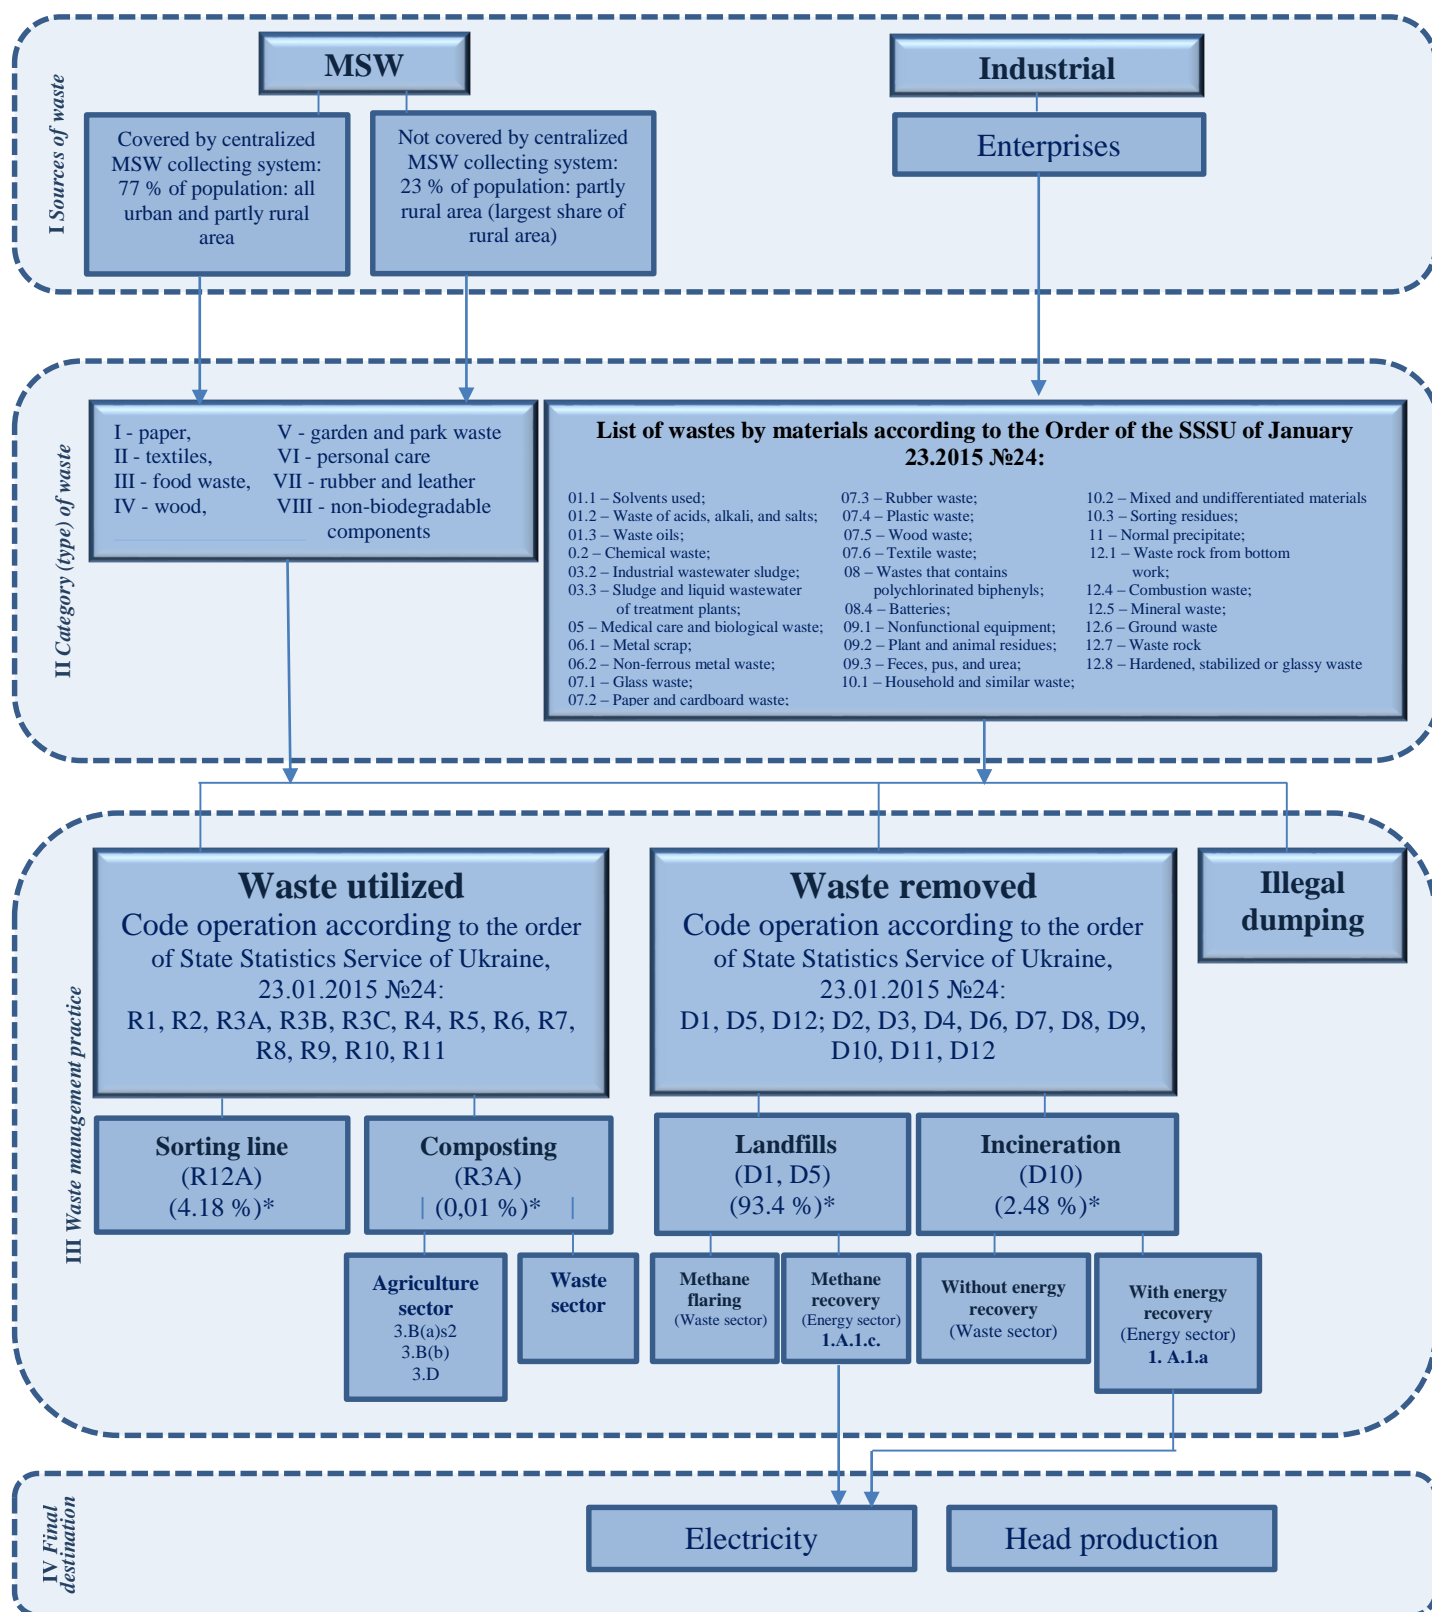 I Sources of waste
MSW
Industrial
Covered by centralized
MSW collecting system:
77 % of population: all
urban and partly rural
area
Not covered by centralized
MSW collecting system:
23 % of population: partly
rural area (largest share of
rural area)
Enterprises
II Category (type) of waste
I - paper,
II - textiles,
III - food waste,
IV - wood,
V - garden and park waste
VI - personal care
VII - rubber and leather
VIII - non-biodegradable
components
List of wastes by materials according to the Order of the SSSU of January
23.2015 №24:
01.1 – Solvents used;
01.2 – Waste of acids, alkali, and salts;
01.3 – Waste oils;
0.2 – Chemical waste;
03.2 – Industrial wastewater sludge;
03.3 – Sludge and liquid wastewater
of treatment plants;
05 – Medical care and biological waste;
06.1 – Metal scrap;
06.2 – Non-ferrous metal waste;
07.1 – Glass waste;
07.2 – Paper and cardboard waste;
07.3 – Rubber waste;
07.4 – Plastic waste;
07.5 – Wood waste;
07.6 – Textile waste;
08 – Wastes that contains
polychlorinated biphenyls;
08.4 – Batteries;
09.1 – Nonfunctional equipment;
09.2 – Plant and animal residues;
09.3 – Feces, pus, and urea;
10.1 – Household and similar waste;
10.2 – Mixed and undifferentiated materials
10.3 – Sorting residues;
11 – Normal precipitate;
12.1 – Waste rock from bottom
work;
12.4 – Combustion waste;
12.5 – Mineral waste;
12.6 – Ground waste
12.7 – Waste rock
12.8 – Hardened, stabilized or glassy waste
III Waste management practice
Waste utilized
Code operation according to the order
of State Statistics Service of Ukraine,
23.01.2015 №24:
R1, R2, R3A, R3B, R3C, R4, R5, R6, R7,
R8, R9, R10, R11
Waste removed
Code operation according to the order
of State Statistics Service of Ukraine,
23.01.2015 №24:
D1, D5, D12; D2, D3, D4, D6, D7, D8, D9,
D10, D11, D12
Illegal
dumping
Sorting line
(R12A)
(4.18 %)*
Composting
(R3A)
(0,01 %)*
Landfills
(D1, D5)
(93.4 %)*
Incineration
(D10)
(2.48 %)*
Agriculture
sector
3.B(a)s2
3.B(b)
3.D
Waste
sector
Methane
flaring
(Waste sector)
Methane
recovery
(Energy sector)
1.A.1.c.
Without energy
recovery
(Waste sector)
With energy
recovery
(Energy sector)
1. A.1.a
IV Final
destination
Electricity
Head production